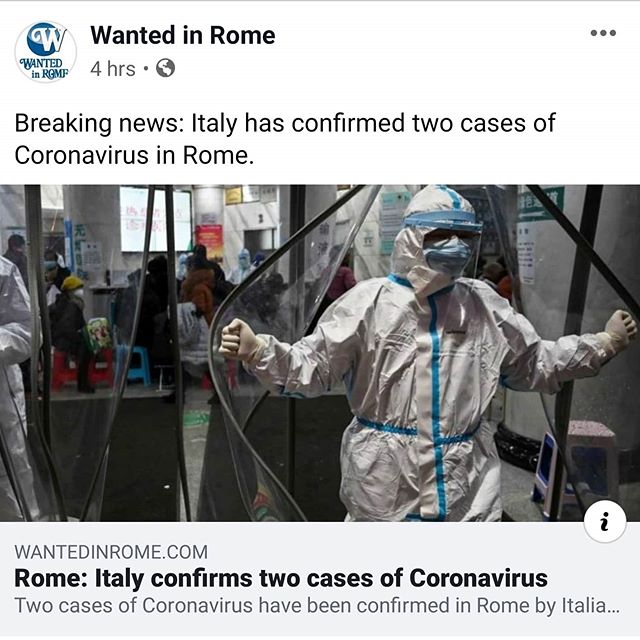 Wanted in Rome
WANTED
in ROME
4 hrs
Breaking news: Italy has confirmed two cases of
Coronavirus in Rome.
WANTEDINROME.COM
Rome: Italy confirms two cases of Coronavirus
Two cases of Coronavirus have been confirmed in Rome by Italia...